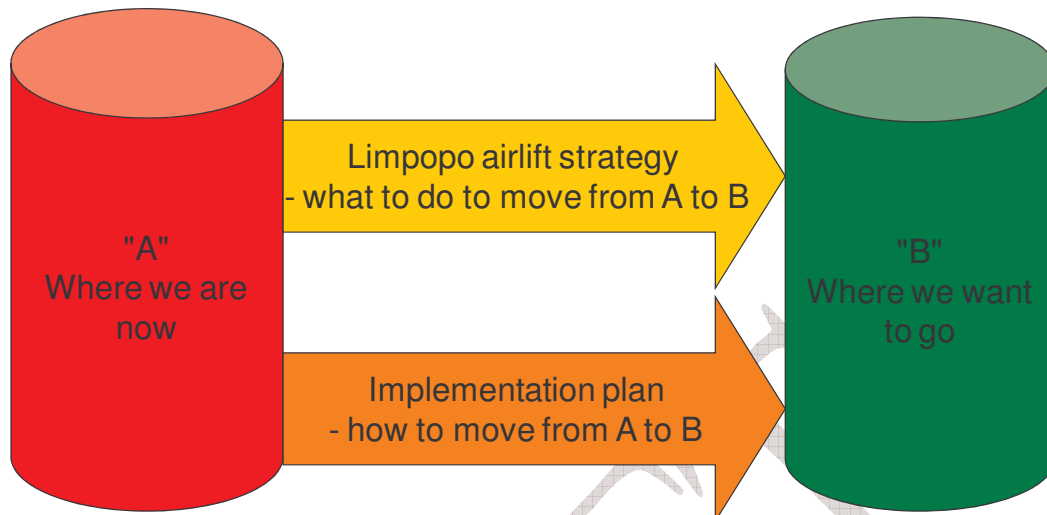 "A"
Where we are
now
Limpopo airlift strategy
- what to do to move from A to B
Implementation plan
- how to move from A to B
"B"
Where we want
to go